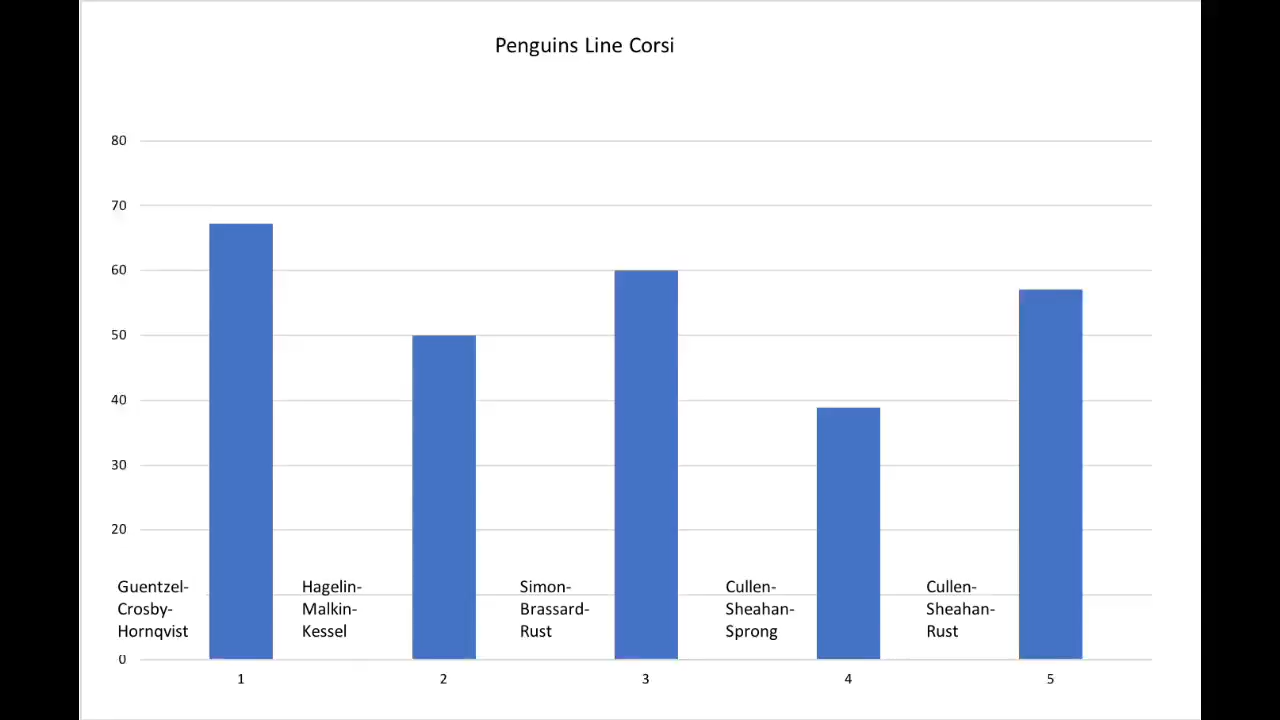 Penguins Line Corsi
80
70
60
50
40
30
20
Guentzel-
Crosby-
Hornqvist
Hagelin-
Malkin-
Kessel
Simon-
Brassard-
Rust
Cullen-
Sheahan-
Sprong
Cullen-
Sheahan-
Rust
0
1 2 3 4 5